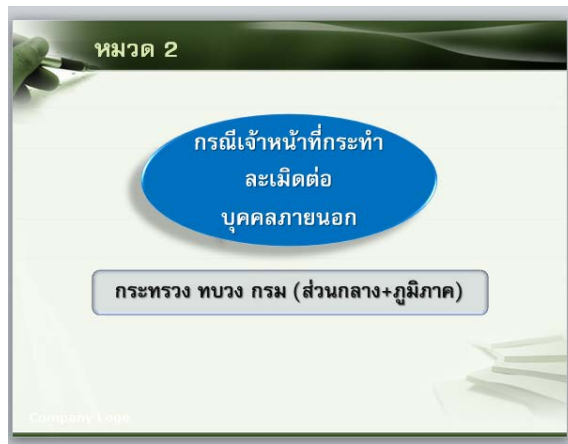 หมวด 2
กรณีเจ้าหน้าที่กระทำ
ละเมิดต่อ
บุคคลภายนอก
กระทรวง ทบวง กรม (ส่วนกลาง+ภูมิภาค)
Company Logo